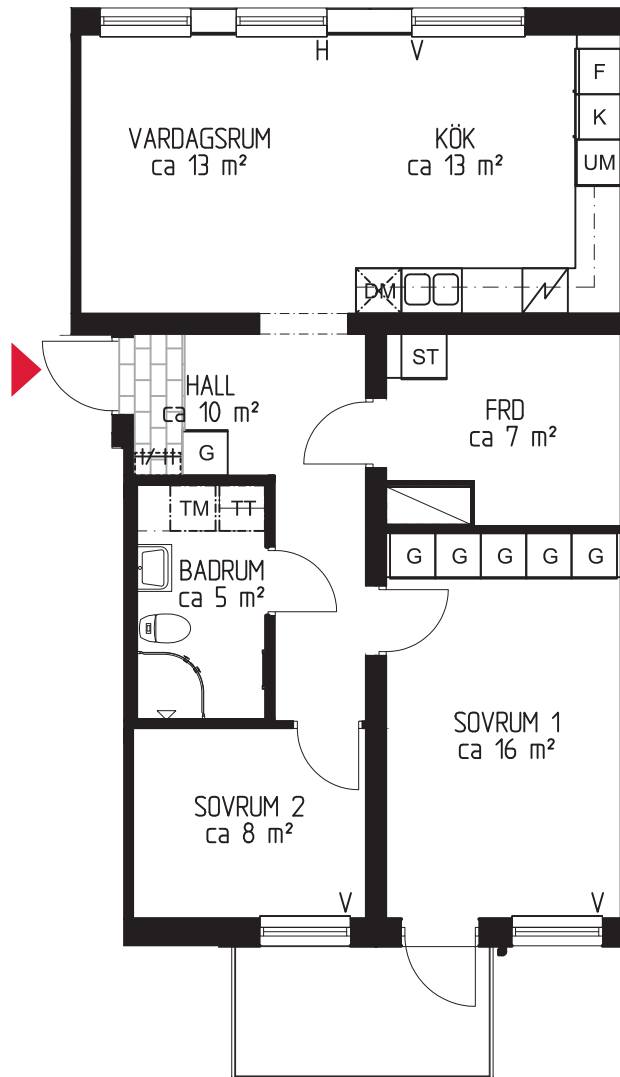 H
V
F
K
UM
VARDAGSRUM
ca 13 m²
KÖK
ca 13 m²
DM
ST
HALL
ca 10 m²
FRD
ca 7 m²
G
TM
TT
BADRUM
ca 5 m²
G
G
G
G
G
SOVRUM 1
ca 16 m²
SOVRUM 2
ca 8 m²
V
V